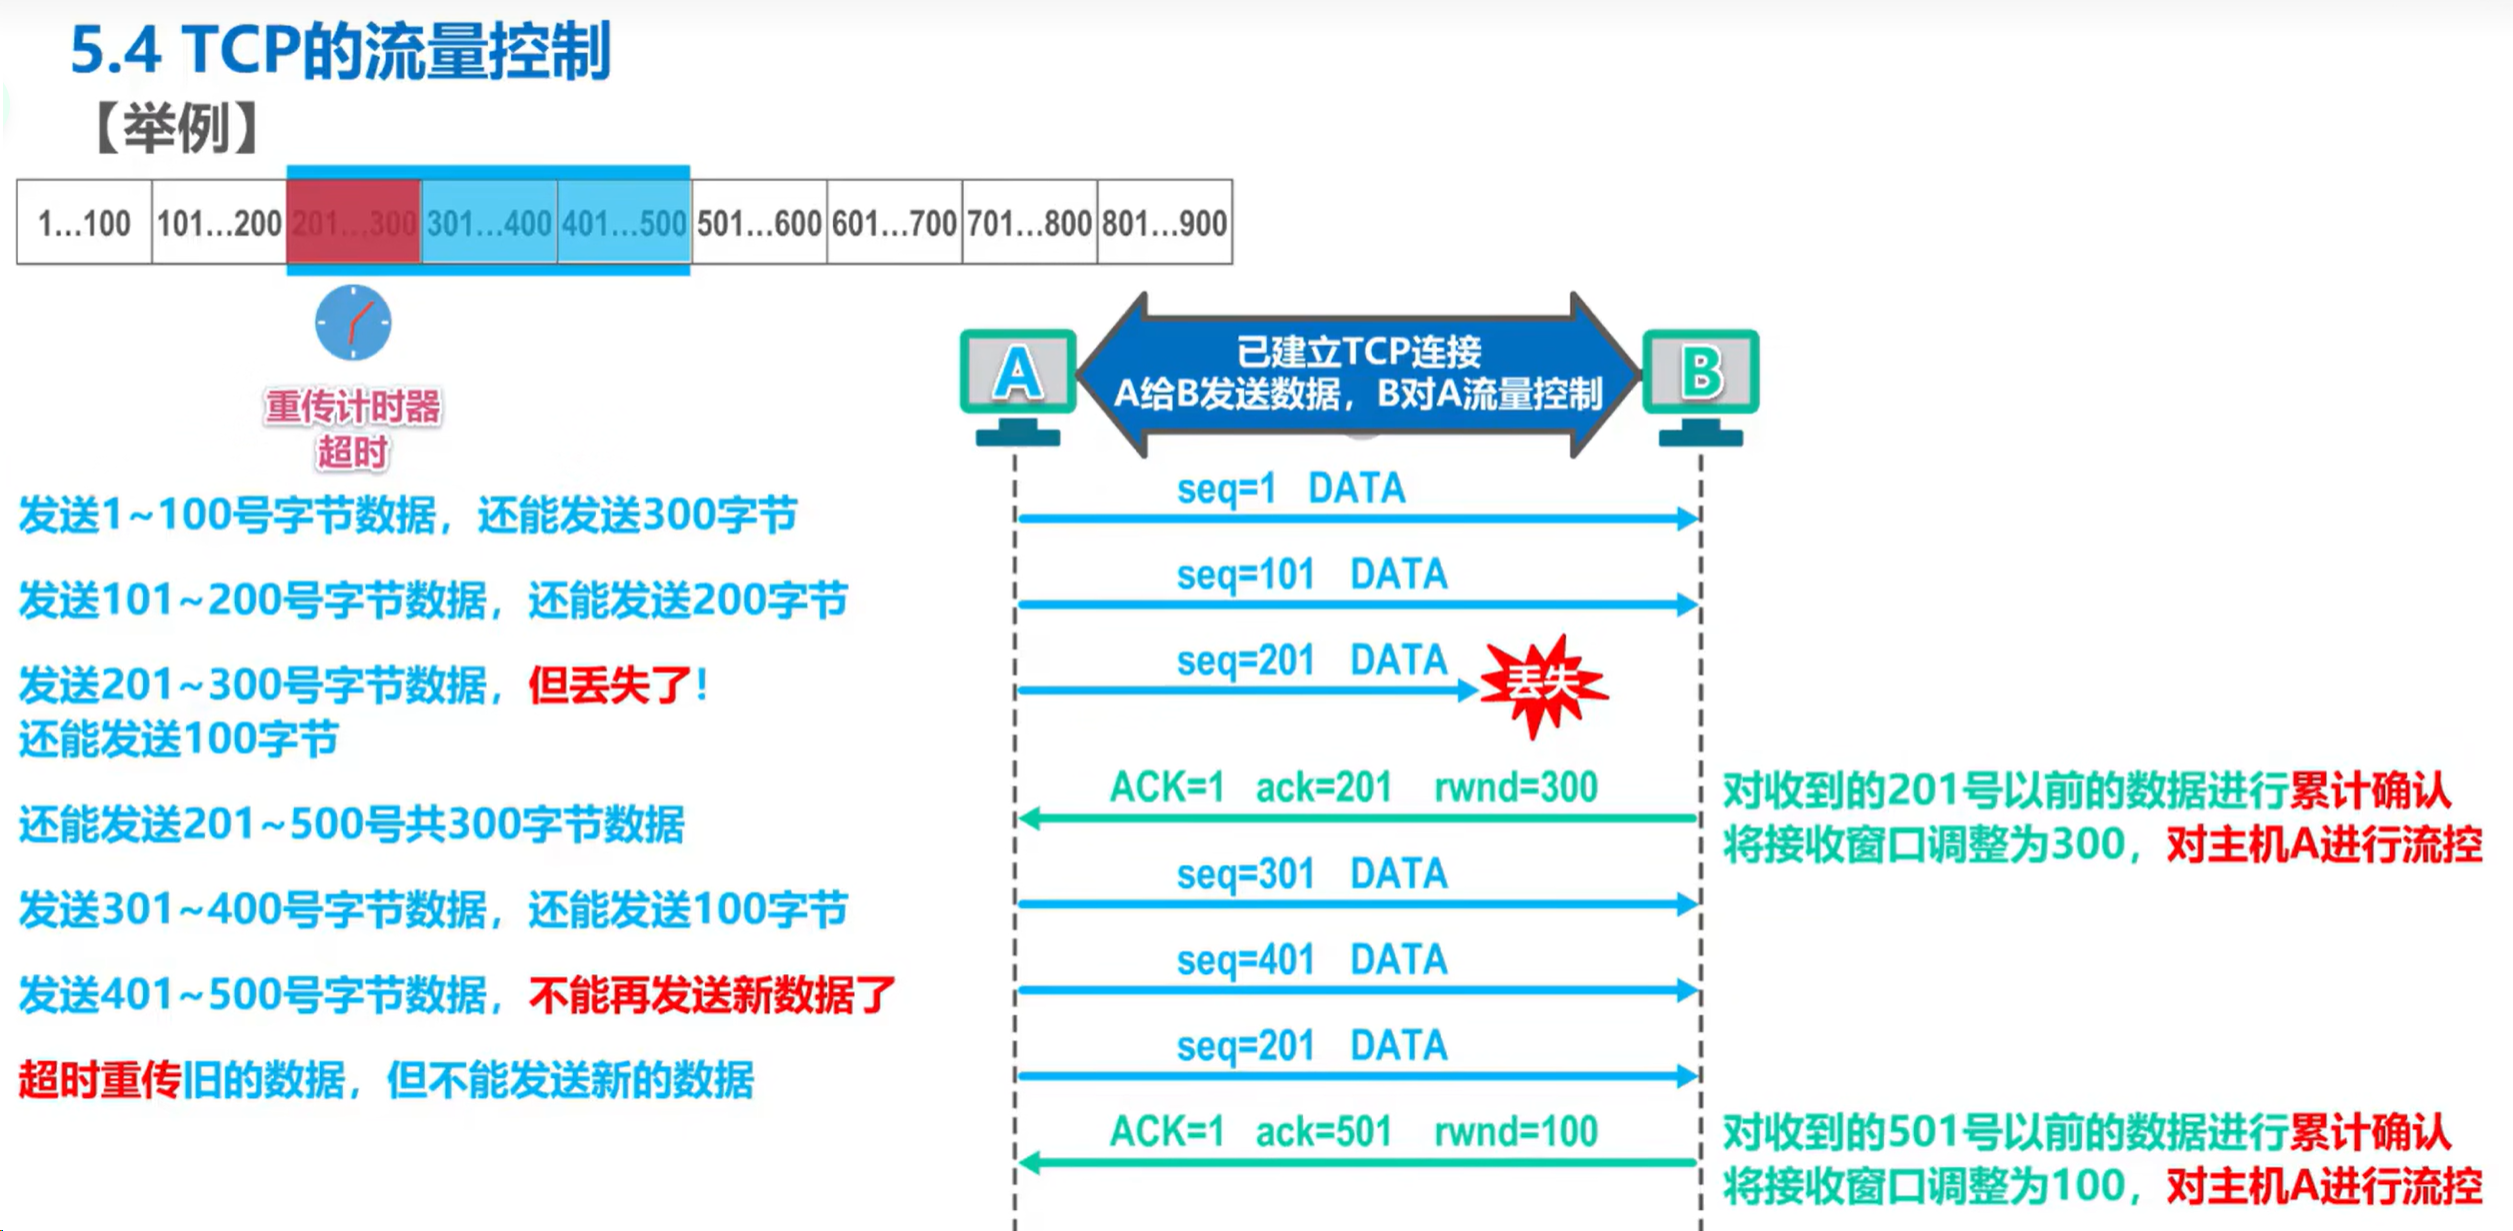 5.4 TCP的流量控制
【举例】
1...100 101...200 201...300 301...400 401...500 501...600 601...700 701...800 801...900
重传计时器
超时
A
已建立TCP连接
A给B发送数据，B对A流量控制
B
发送1~100号字节数据，还能发送300字节
seq=1 DATA
发送101~200号字节数据，还能发送200字节
seq=101 DATA
发送201~300号字节数据，但丢失了！
还能发送100字节
seq=201 DATA
丢失
还能发送201~500号共300字节数据
ACK=1 ack=201 rwnd=300
对收到的201号以前的数据进行累计确认
将接收窗口调整为300，对主机A进行流控
发送301~400号字节数据，还能发送100字节
seq=301 DATA
发送401~500号字节数据，不能再发送新数据了
seq=401 DATA
超时重传旧的数据，但不能发送新的数据
seq=201 DATA
ACK=1 ack=501 rwnd=100
对收到的501号以前的数据进行累计确认
将接收窗口调整为100，对主机A进行流控